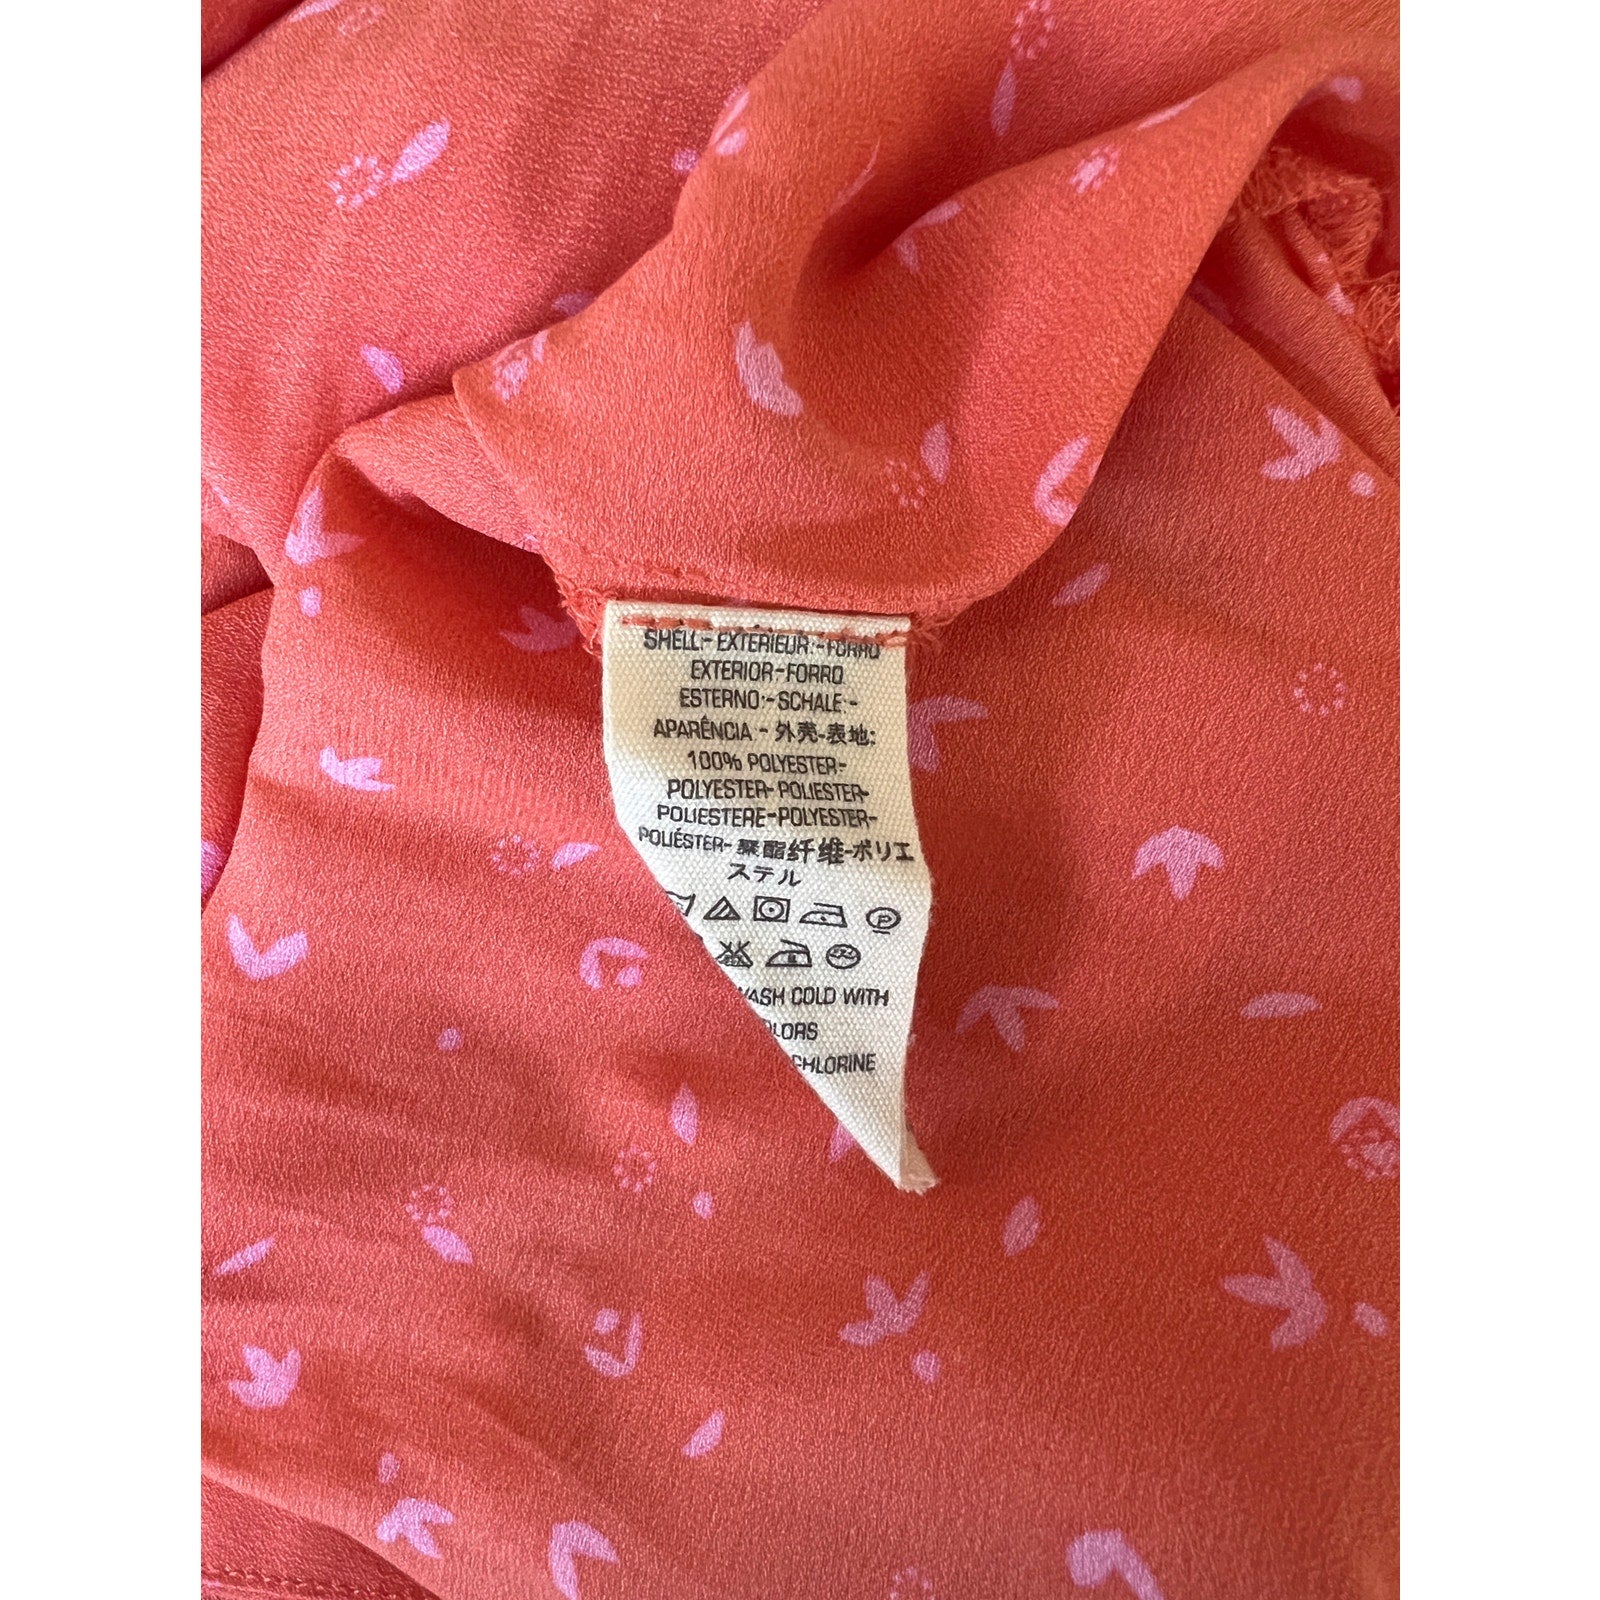 SHELL:- EXTERIEUR:-FORRO
EXTERIOR-FORRO
ESTERNO:-SCHALE:-
APARÊNCIA - 外壳-表地:
100% POLYESTER-
POLYESTER- POLIESTER-
POLIESTERE-POLYESTER-
POLIÉSTER- 聚酯纤维-ポリエ
ステル
P
WASH COLD WITH
CHLORINE